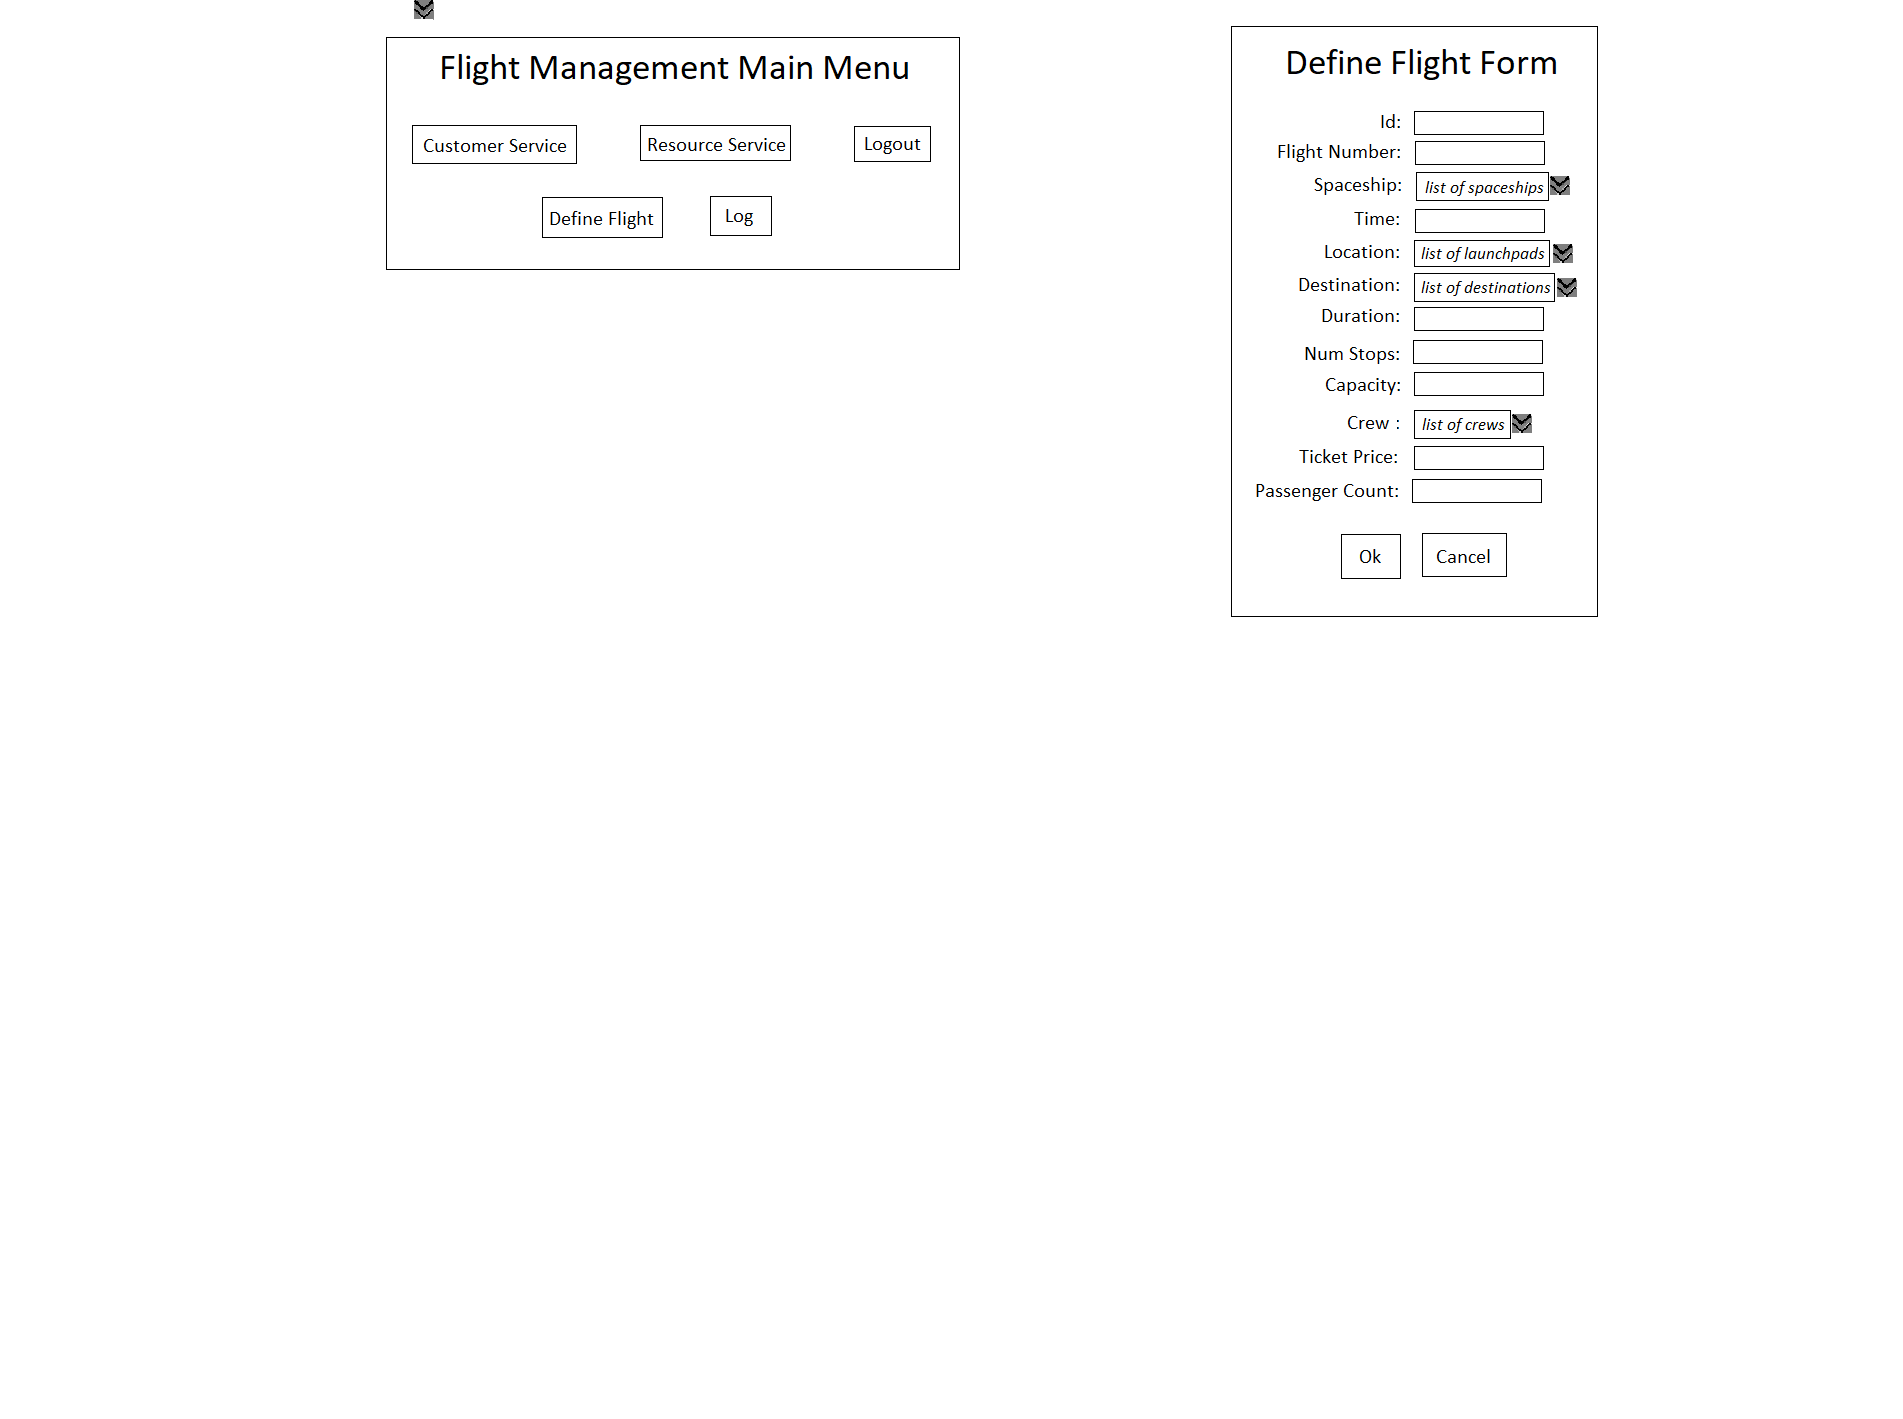 Flight Management Main Menu
Customer Service
Resource Service
Logout
Define Flight
Log
Define Flight Form
Id:
Flight Number:
Spaceship: list of spaceships
Time:
Location: list of launchpads
Destination: list of destinations
Duration:
Num Stops:
Capacity:
Crew : list of crews
Ticket Price:
Passenger Count:
Ok
Cancel